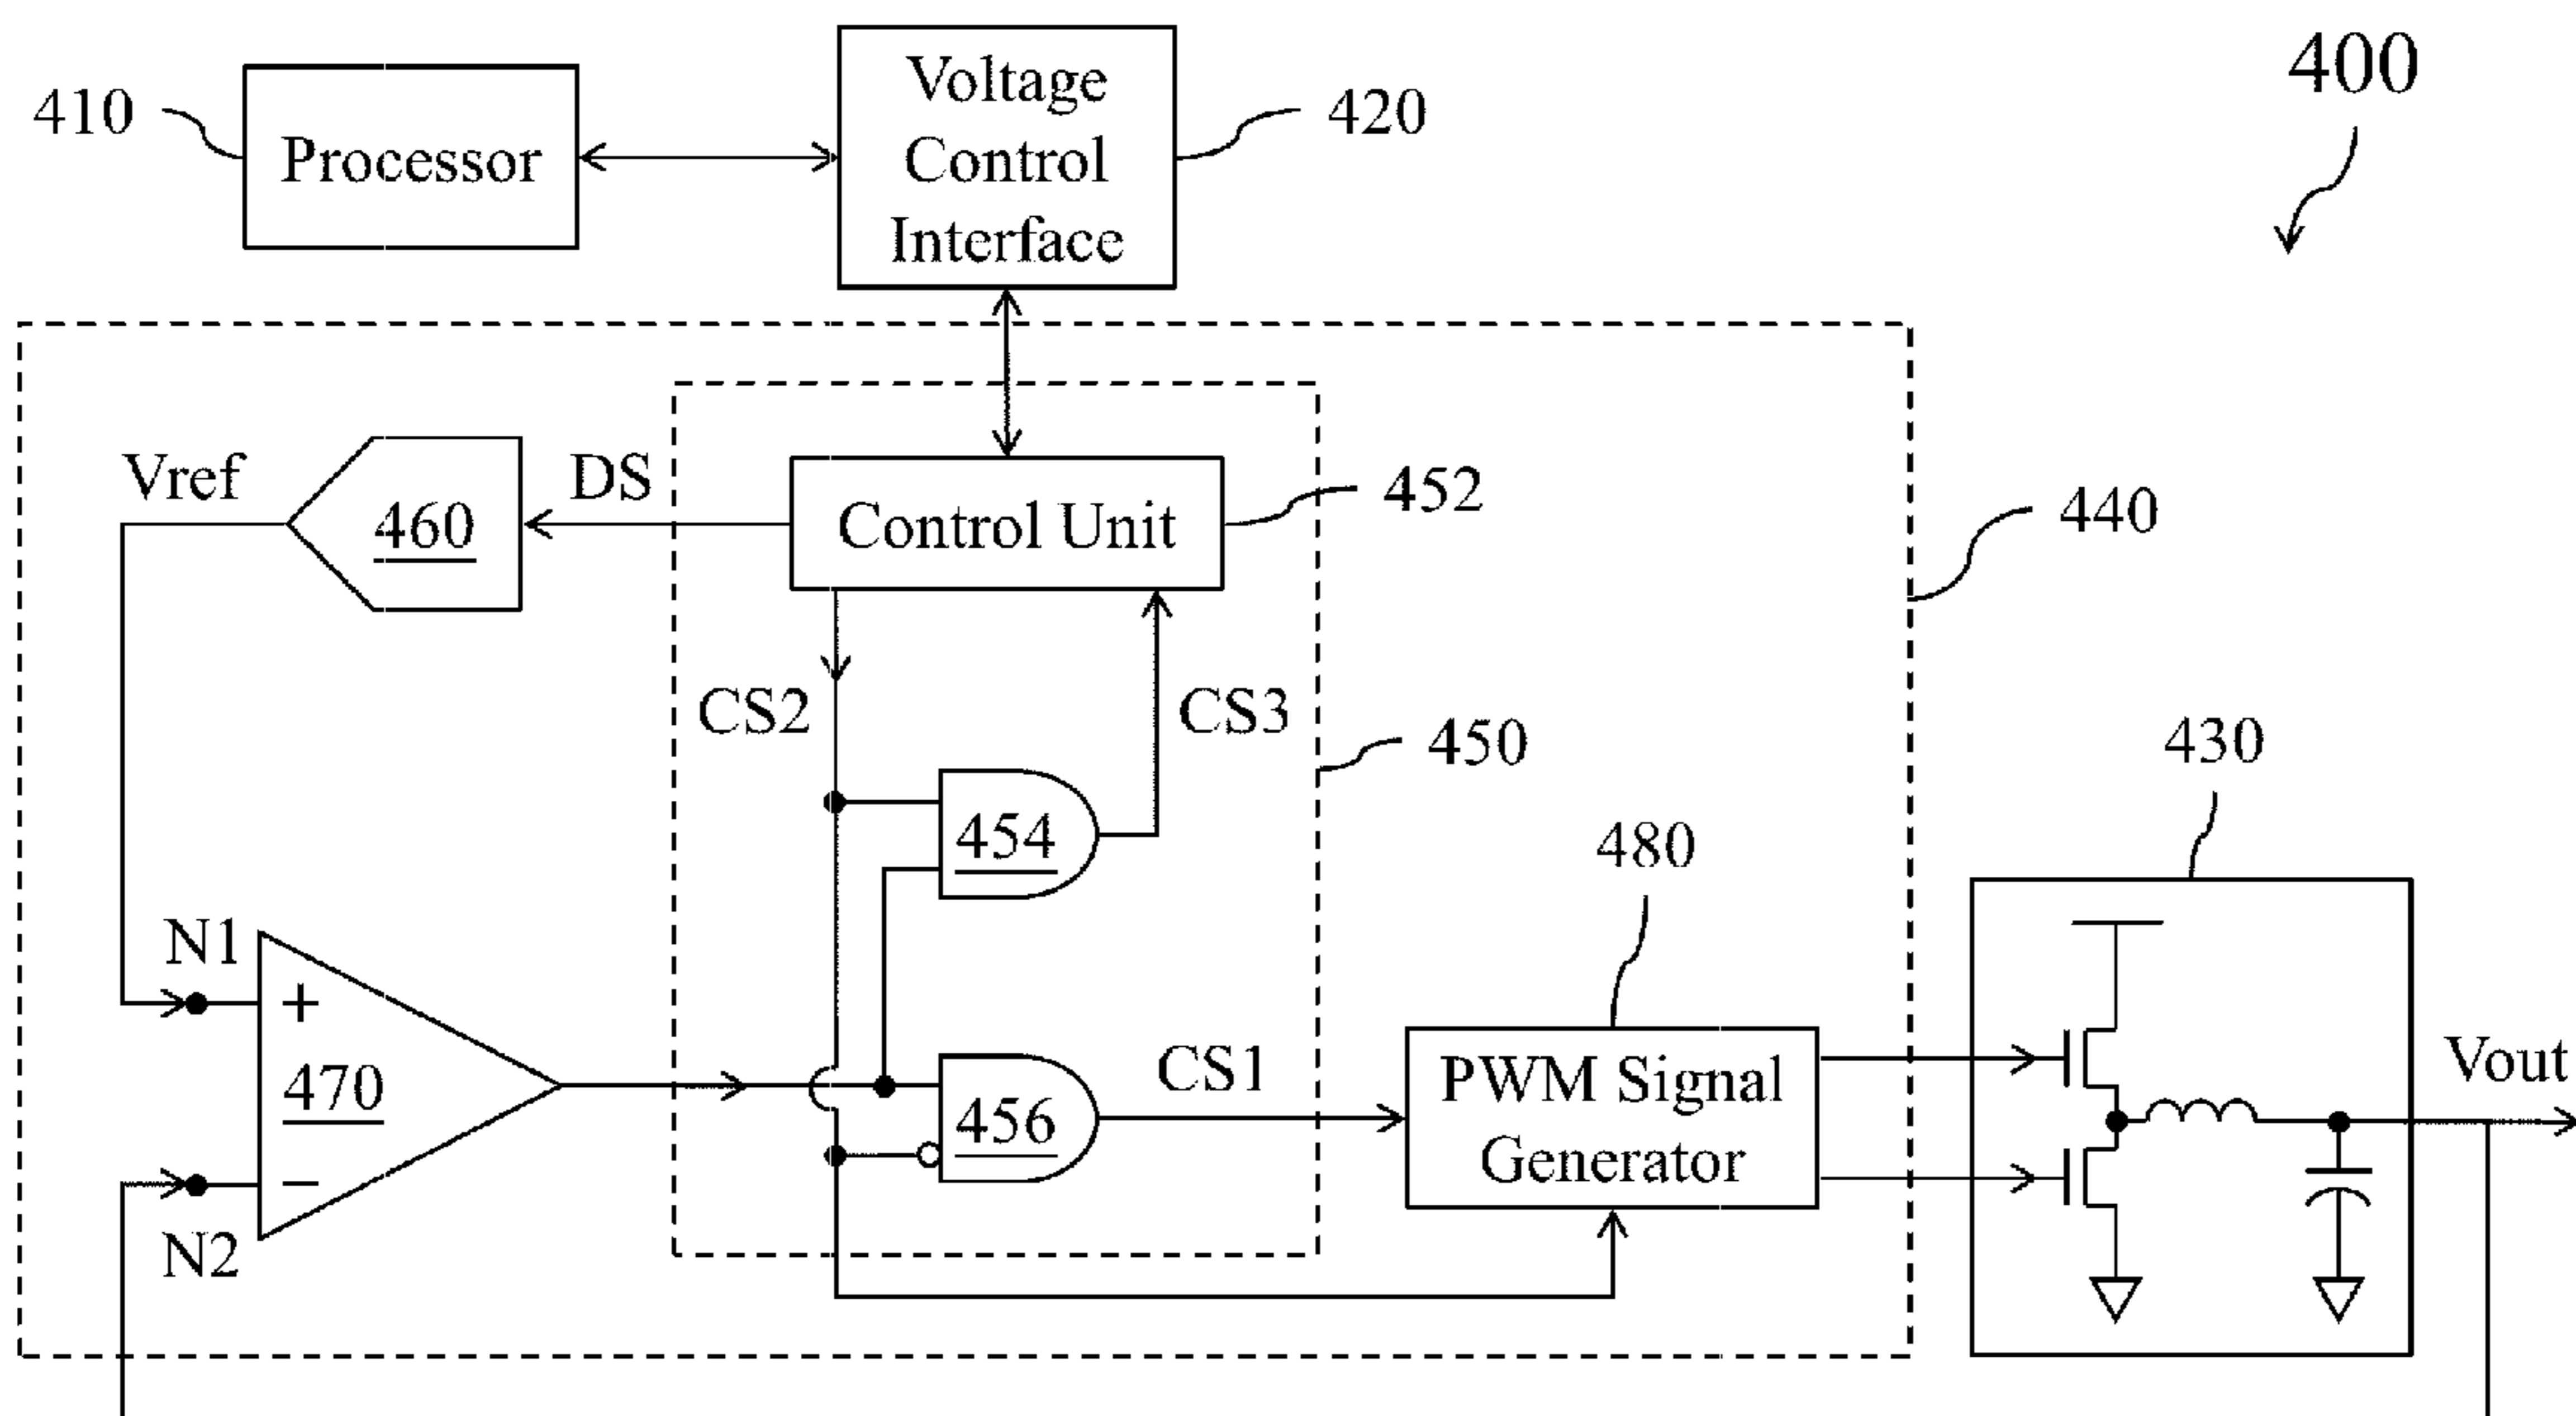 400
410
Processor
Voltage
Control
Interface
420
Vref
460
DS
Control Unit
452
440
CS2
CS3
450
454
480
430
N1
+
470
−
N2
456
CS1
PWM Signal
Generator
Vout